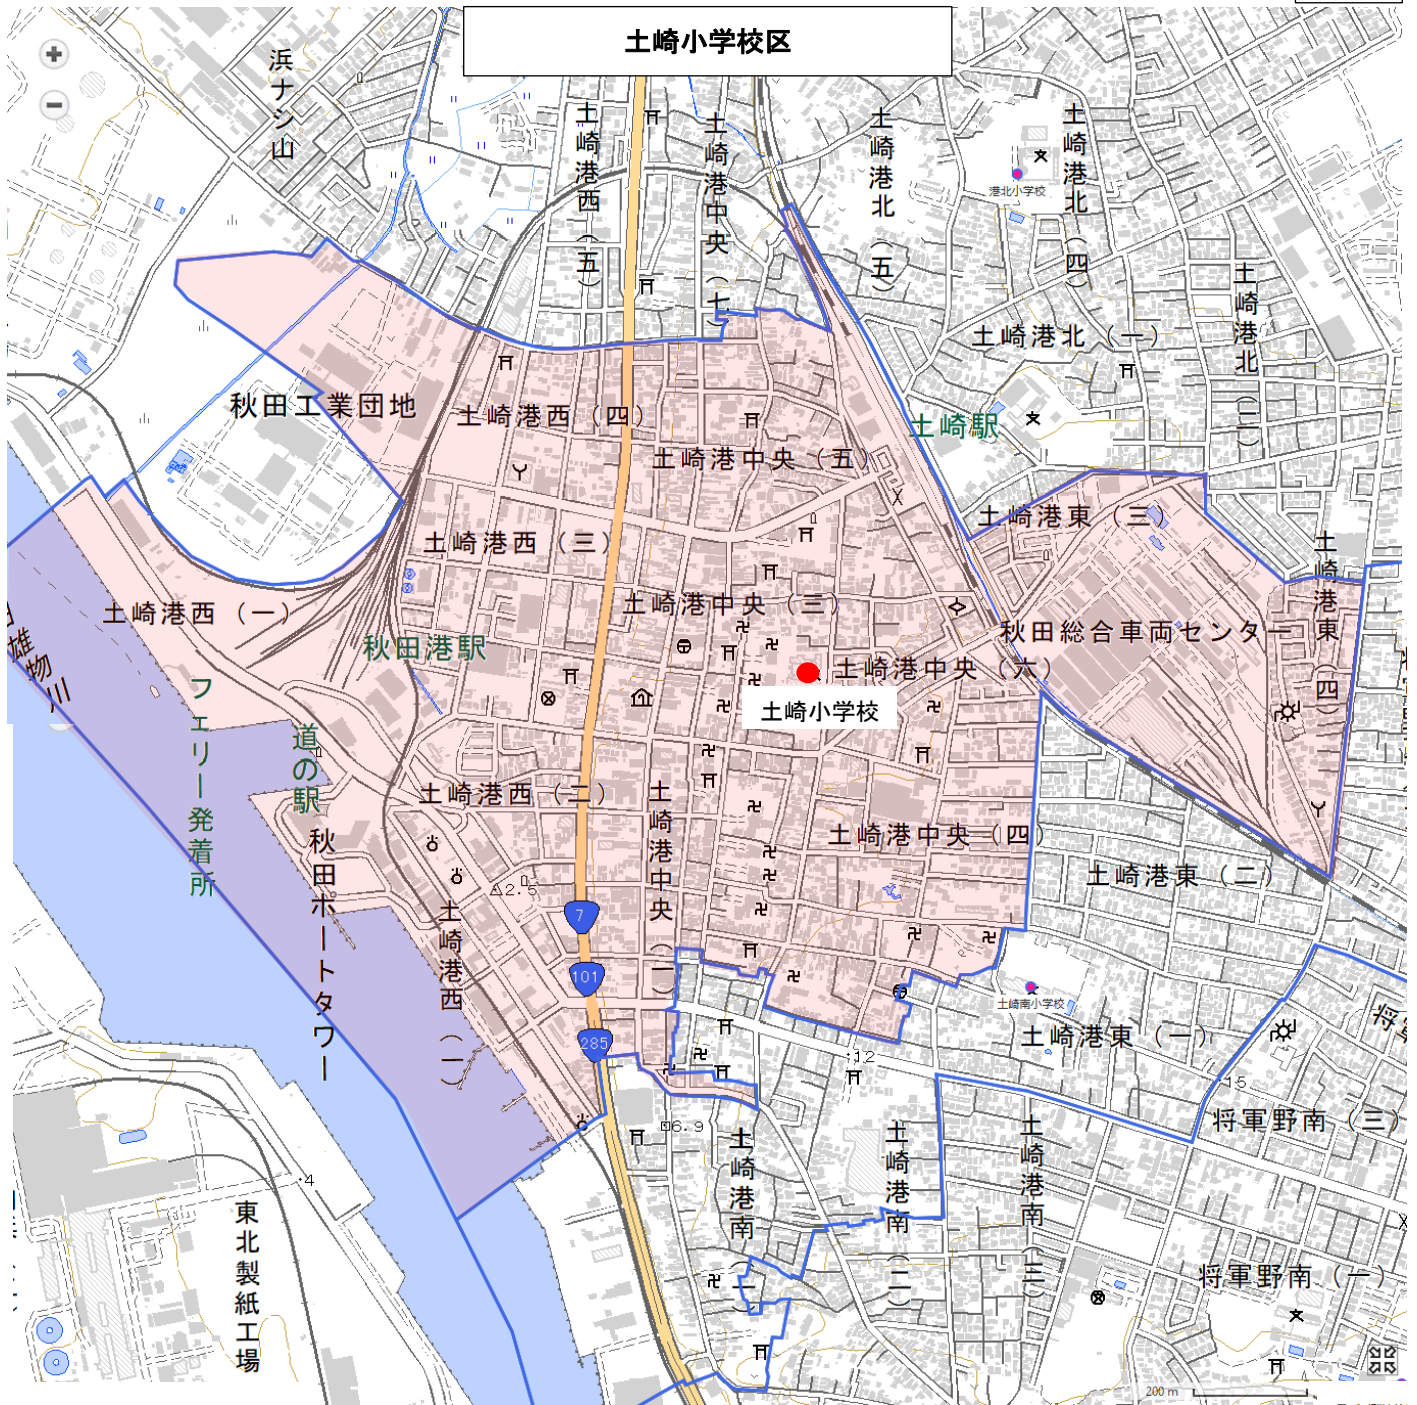 土崎小学校区
浜ナシ山
土崎港西（五）
土崎港中央（七）
土崎港北（五）
土崎港北（四）
港北小学校
土崎港北（二）
土崎港北（一）
秋田工業団地
土崎港西（四）
土崎駅
土崎港中央（五）
土崎港東（三）
土崎港西（三）
土崎港東（四）
土崎港西（一）
土崎港中央（三）
秋田総合車両センター
秋田港駅
土崎港中央（六）
雄物川
土崎小学校
フェリー発着所
道の駅
秋田ポートタワー
土崎港西（二）
土崎港中央（一）
土崎港中央（四）
土崎港東（二）
2.5
土崎港西（一）
7
101
285
土崎南小学校
土崎港東（一）
12
15
将軍野南（三）
6.9
土崎港南（一）
土崎港南（二）
土崎港南（三）
4
東北製紙工場
将軍野南（一）
200 m